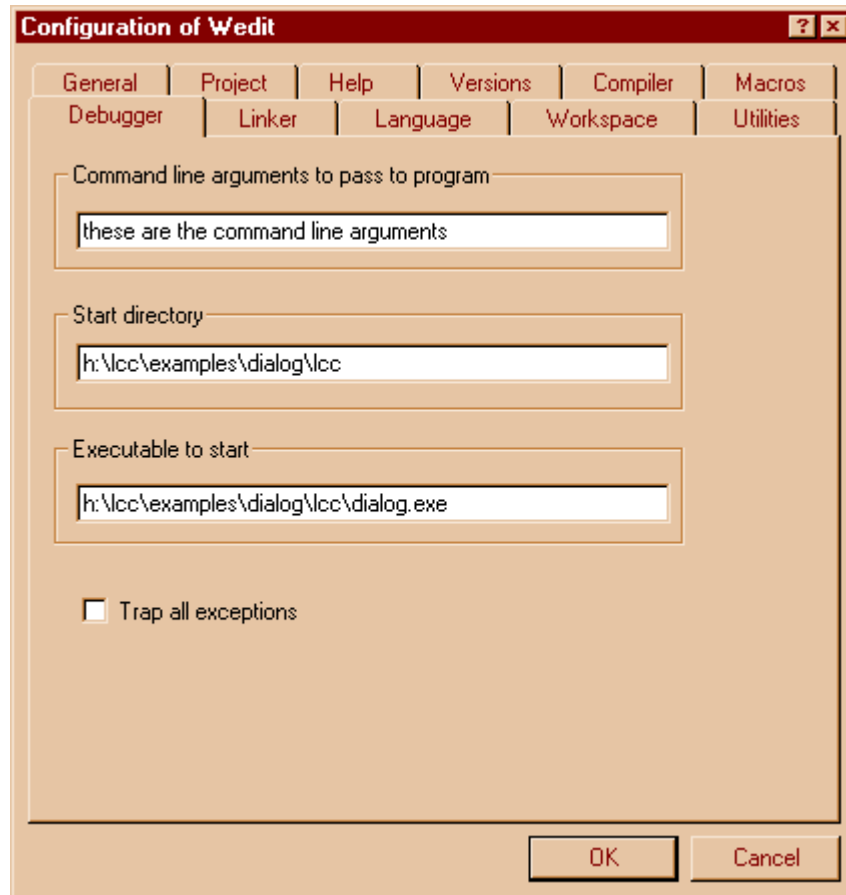 Configuration of Wedit
General Project Help Versions Compiler Macros
Debugger Linker Language Workspace Utilities
Command line arguments to pass to program
these are the command line arguments
Start directory
h:\lcc\examples\dialog\lcc
Executable to start
h:\lcc\examples\dialog\lcc\dialog.exe
Trap all exceptions
OK Cancel